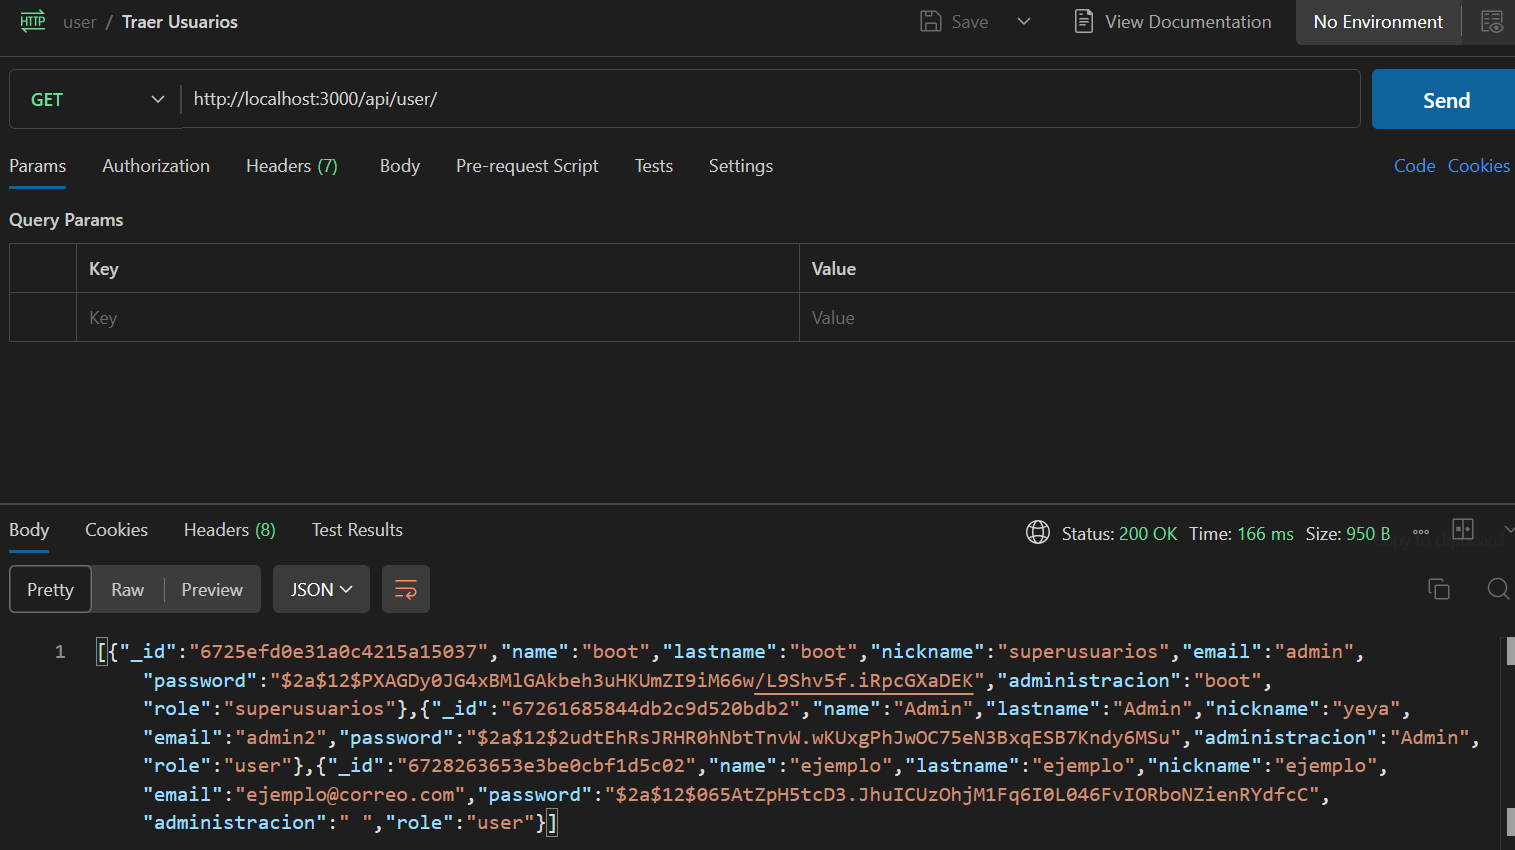 HTTP user / Traer Usuarios Save View Documentation No Environment
GET http://localhost:3000/api/user/ Send
Params Authorization Headers (7) Body Pre-request Script Tests Settings Code Cookies
Query Params
Key Value
Key Value
Body Cookies Headers (8) Test Results Status: 200 OK Time: 166 ms Size: 950 B
Pretty Raw Preview JSON
1 [{"_id":"6725efd0e31a0c4215a15037","name":"boot","lastname":"boot","nickname":"superusuarios","email":"admin",
"password":"$2a$12$PXAGDy0JG4xBMlGAkbeh3uHKUmZI9iM66w/L9Shv5f.iRpcGXaDEK","administracion":"boot",
"role":"superusuarios"},{"_id":"67261685844db2c9d520bdb2","name":"Admin","lastname":"Admin","nickname":"yeya",
"email":"admin2","password":"$2a$12$2udtEhRsJRHR0hNbtTnvW.wKUxgPhJwOC75eN3BxqESB7Kndy6MSu","administracion":"Admin",
"role":"user"},{"_id":"6728263653e3be0cbf1d5c02","name":"ejemplo","lastname":"ejemplo","nickname":"ejemplo",
"email":"ejemplo@correo.com","password":"$2a$12$065AtZpH5tcD3.JhuICUzOhjM1Fq6I0L046FvIORboNZienRYdfcC",
"administracion":" ","role":"user"}]